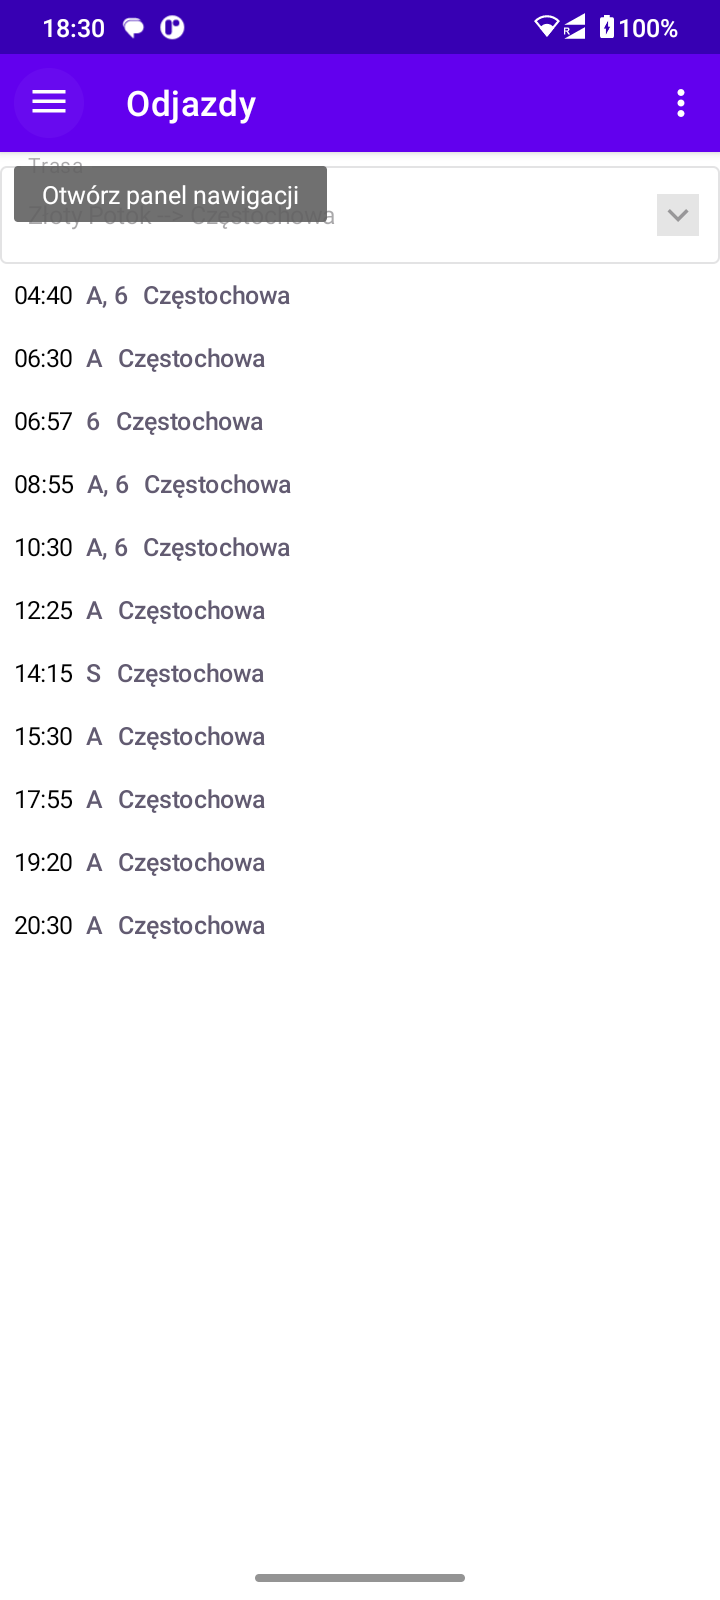 18:30
R
100%
Odjazdy
Trasa
Otwórz panel nawigacji
Złoty Potok --> Częstochowa
04:40 A, 6 Częstochowa
06:30 A Częstochowa
06:57 6 Częstochowa
08:55 A, 6 Częstochowa
10:30 A, 6 Częstochowa
12:25 A Częstochowa
14:15 S Częstochowa
15:30 A Częstochowa
17:55 A Częstochowa
19:20 A Częstochowa
20:30 A Częstochowa